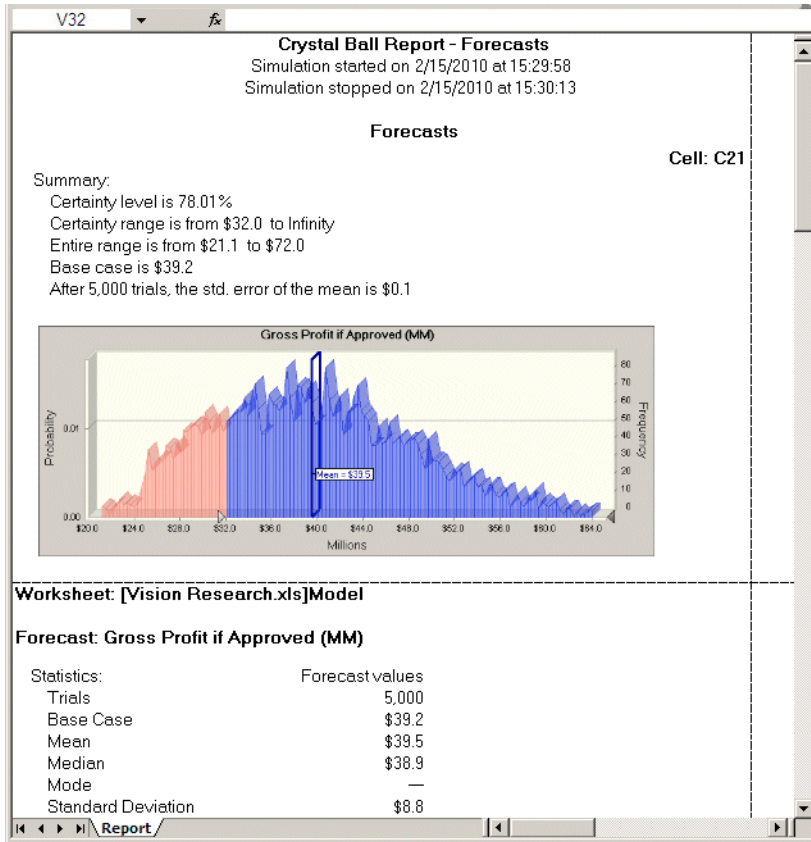 V32 fx
Crystal Ball Report - Forecasts
Simulation started on 2/15/2010 at 15:29:58
Simulation stopped on 2/15/2010 at 15:30:13
Forecasts
Cell: C21
Summary:
Certainty level is 78.01%
Certainty range is from $32.0 to Infinity
Entire range is from $21.1 to $72.0
Base case is $39.2
After 5,000 trials, the std. error of the mean is $0.1
Gross Profit if Approved (MM)
Probability
0.01
0.00
Mean = $39.5
80
70
60
50
40
30
20
10
0
Frequency
$20.0 $24.0 $28.0 $32.0 $36.0 $40.0 $44.0 $48.0 $52.0 $56.0 $60.0 $64.0
Millions
Worksheet: [Vision Research.xls]Model
Forecast: Gross Profit if Approved (MM)
Statistics: Forecast values
Trials 5,000
Base Case $39.2
Mean $39.5
Median $38.9
Mode —
Standard Deviation $8.8
Report